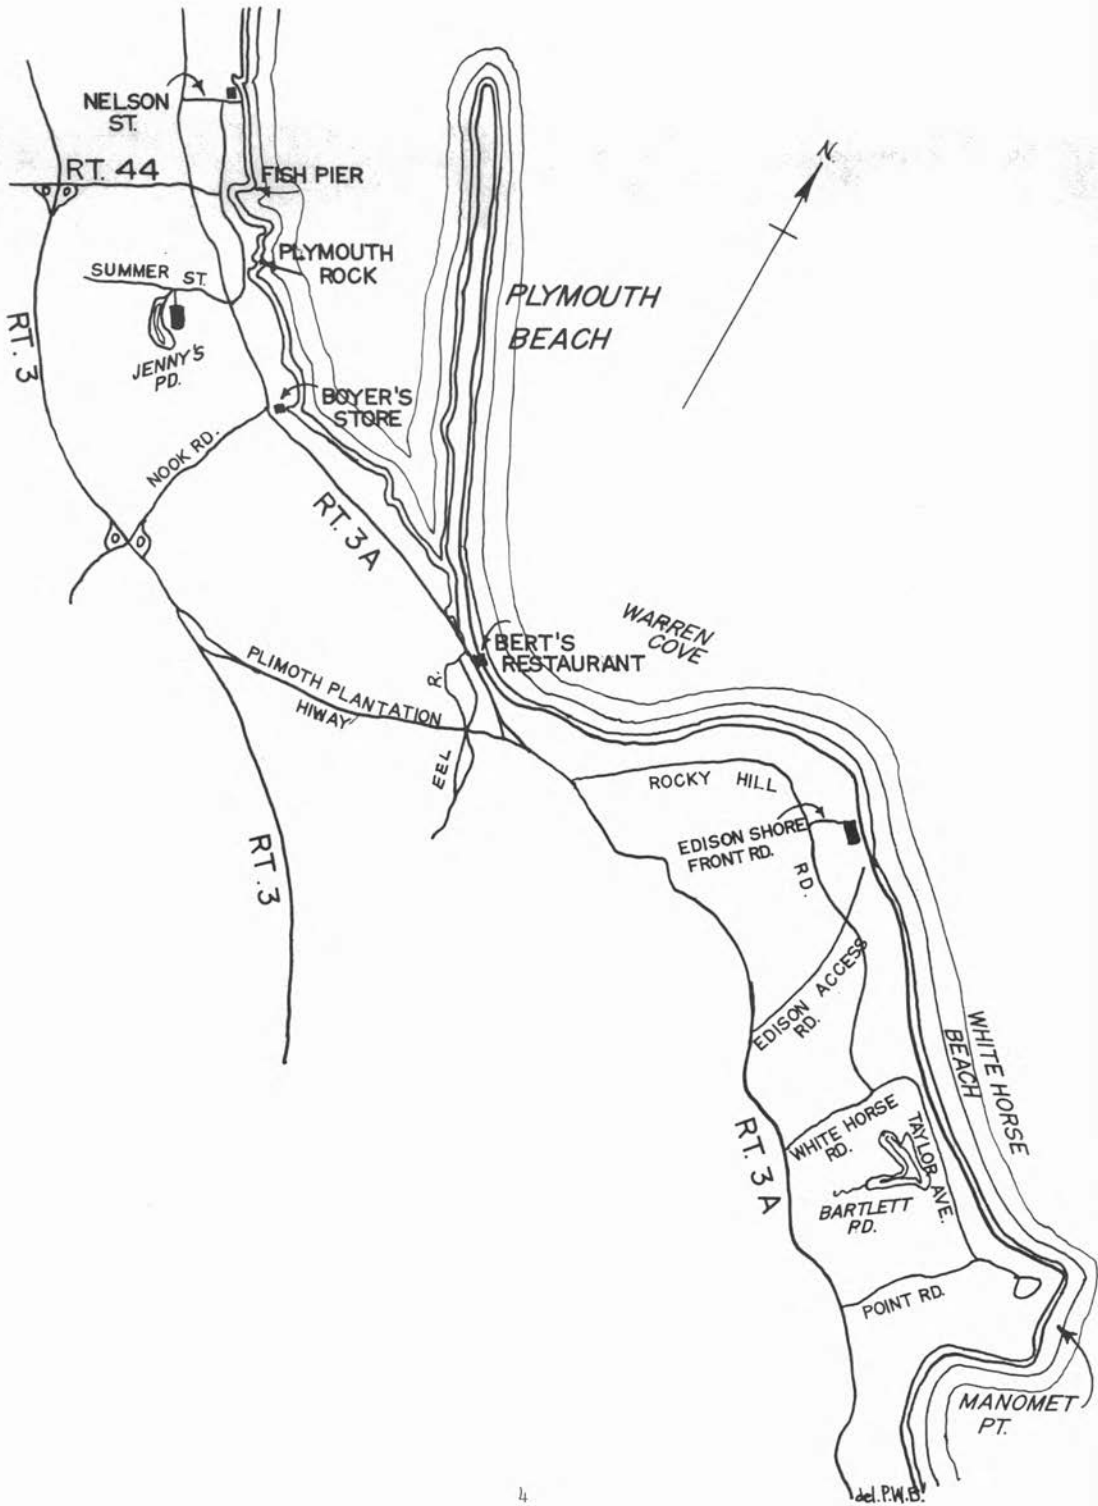 N.
NELSON
ST.
RT. 44
FISH PIER
PLYMOUTH
ROCK
SUMMER ST.
PLYMOUTH
BEACH
RT. 3
JENNY'S
PD.
BOYER'S
STORE
NOOK RD.
RT. 3A
WARREN
COVE
BERT'S
RESTAURANT
PLIMOTH PLANTATION
HIWAY
EEL R.
ROCKY HILL RD.
EDISON SHORE
FRONT RD.
RT. 3
EDISON ACCESS
RD.
WHITE HORSE
BEACH
WHITE HORSE
RD.
TAYLOR AVE.
RT. 3A
BARTLETT
PD.
POINT RD.
MANOMET
PT.
del. P.W.B.
4